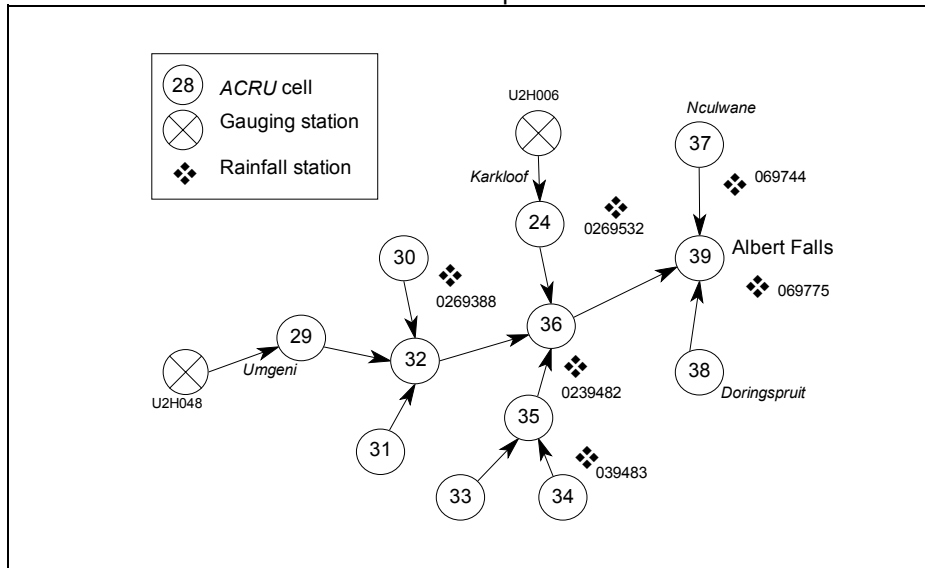 28 ACRU cell
Gauging station
Rainfall station
U2H006
Nculwane
37
Karkloof
069744
24
0269532
30
39
Albert Falls
0269388
069775
36
29
32
Umgeni
U2H048
38
0239482
Doringspruit
35
31
039483
33
34